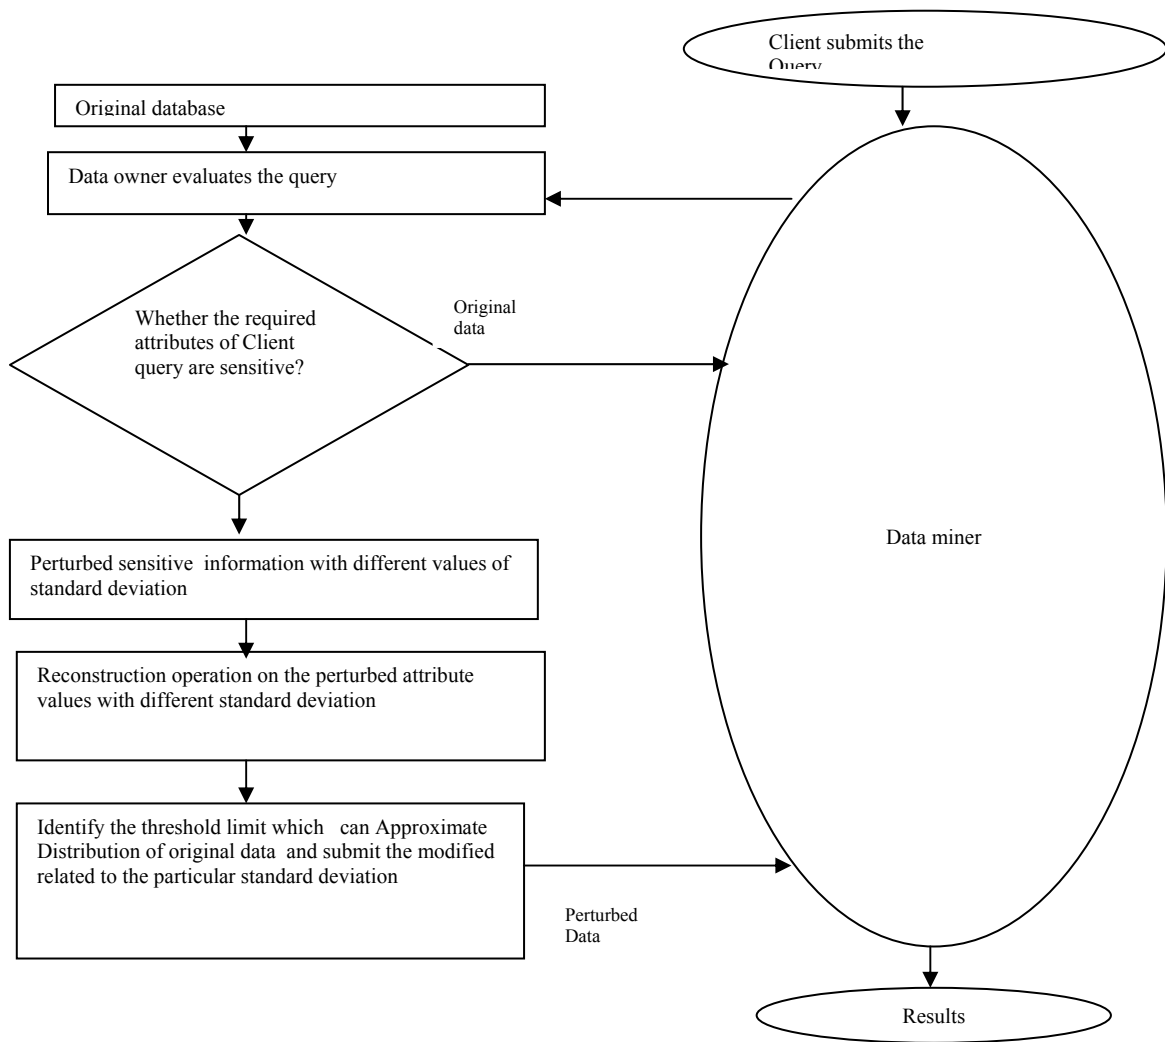 Client submits the
Query
Original database
Data owner evaluates the query
Whether the required
attributes of Client
query are sensitive?
Original
data
Data miner
Perturbed sensitive information with different values of
standard deviation
Reconstruction operation on the perturbed attribute
values with different standard deviation
Identify the threshold limit which can Approximate
Distribution of original data and submit the modified
related to the particular standard deviation
Perturbed
Data
Results